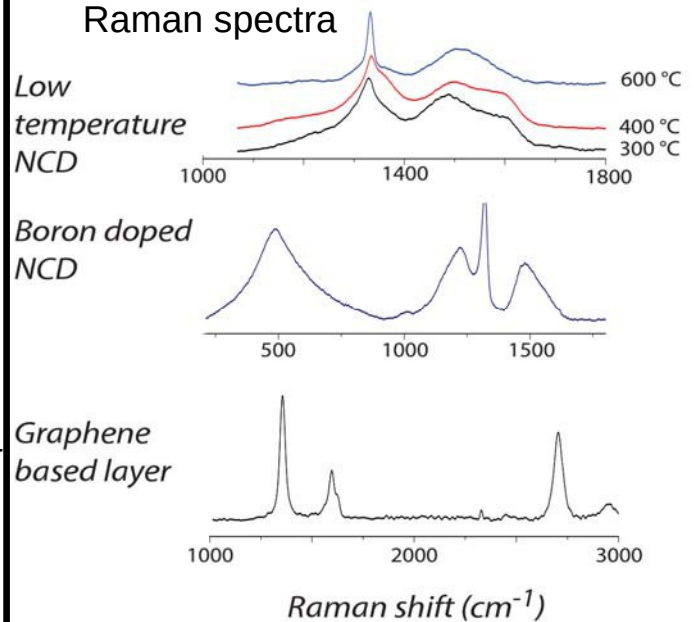 Raman spectra
Low
temperature
NCD
600 °C
400 °C
300 °C
1000 1400 1800
Boron doped
NCD
500 1000 1500
Graphene
based layer
1000 2000 3000
Raman shift (cm-1)